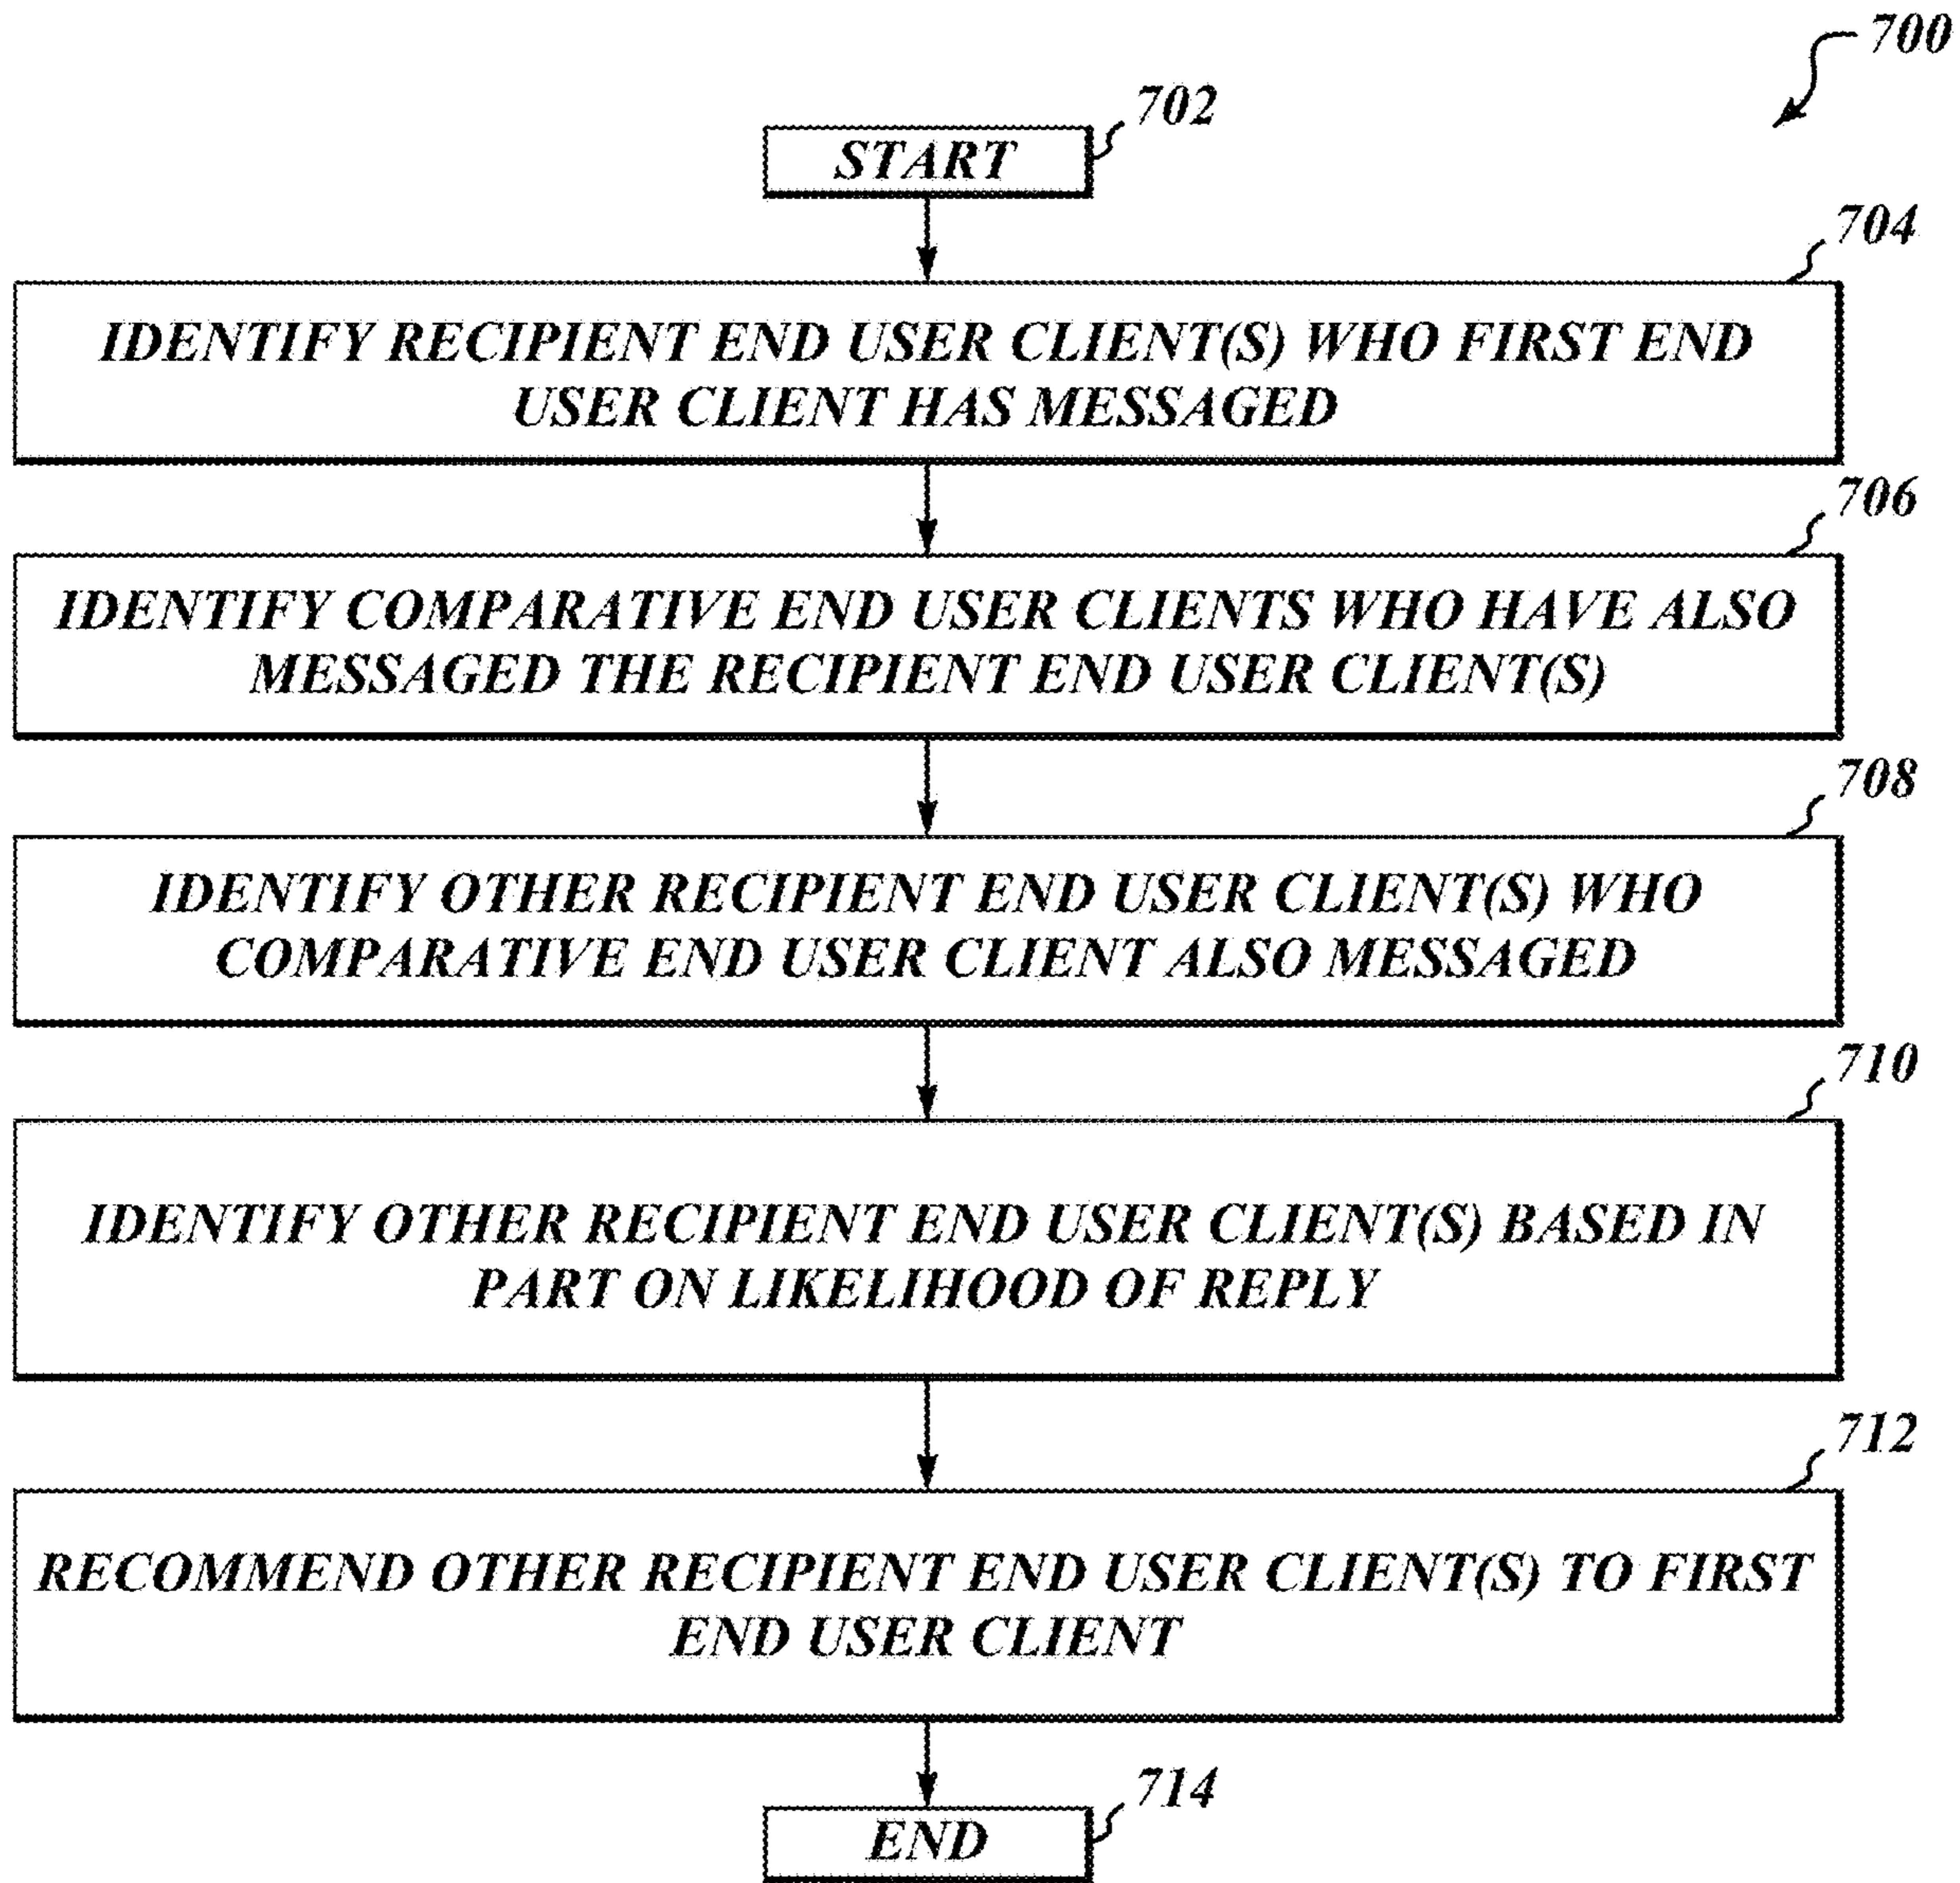 700
702
START
704
IDENTIFY RECIPIENT END USER CLIENT(S) WHO FIRST END
USER CLIENT HAS MESSAGED
706
IDENTIFY COMPARATIVE END USER CLIENTS WHO HAVE ALSO
MESSAGED THE RECIPIENT END USER CLIENT(S)
708
IDENTIFY OTHER RECIPIENT END USER CLIENT(S) WHO
COMPARATIVE END USER CLIENT ALSO MESSAGED
710
IDENTIFY OTHER RECIPIENT END USER CLIENT(S) BASED IN
PART ON LIKELIHOOD OF REPLY
712
RECOMMEND OTHER RECIPIENT END USER CLIENT(S) TO FIRST
END USER CLIENT
714
END